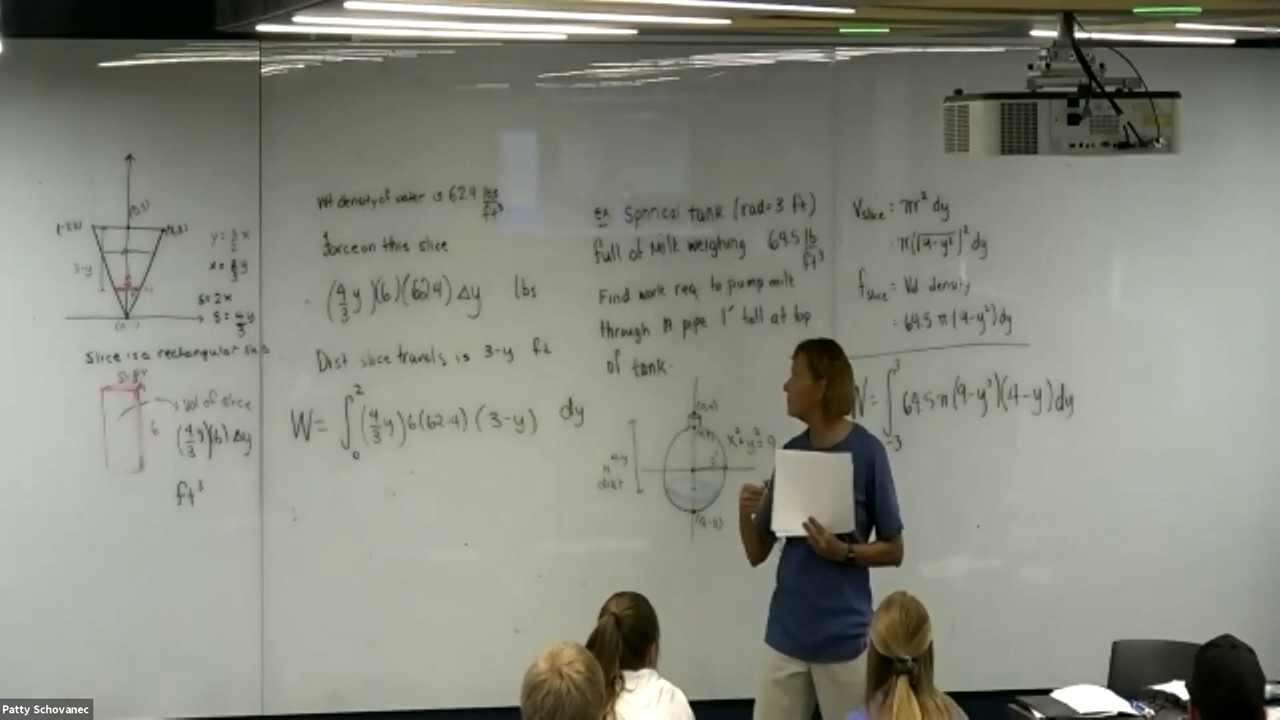 y = 3/2 x
x = 2/3 y
3-y
s = 2x
s = 4/3 y
Slice is a rectangular
Vol of slice
(4/3 y)(6) Δy
6
ft³
Wt density of water is 62.4 lbs/ft³
force on this slice
(4/3 y)(6)(62.4) Δy lbs
Dist slice travels is 3-y ft
W = ∫₀² (4/3 y) 6(62.4) (3-y) dy
ex Sphrical tank (rad=3 ft)
full of milk weighing 64.5 lb/ft³
Find work req to pump milk
through a pipe 1' tall at top
of tank.
x²+y²=9
4-y
dist
Vslice = πr² dy
= π(√9-y²)² dy
fslice = Vol density
= 64.5 π (9-y²) dy
W = ∫₋₃³ 64.5 π (9-y²)(4-y) dy
Patty Schovanec